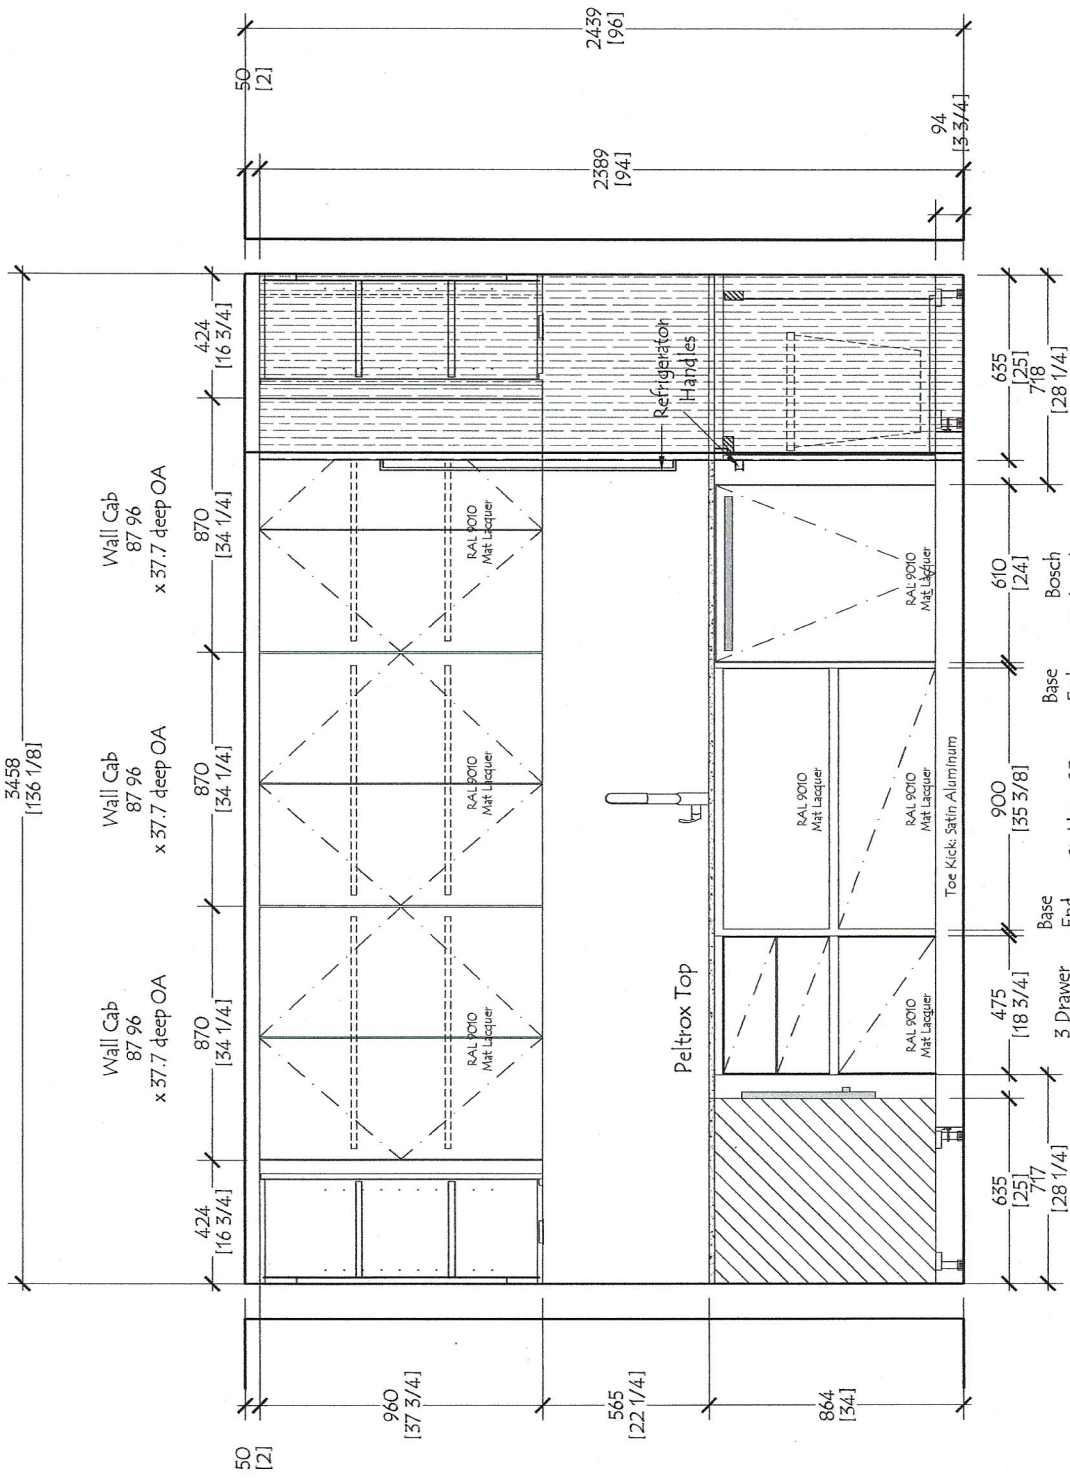 3458
[136 1/8]
Wall Cab
87 96
x 37.7 deep OA
Wall Cab
87 96
x 37.7 deep OA
Wall Cab
87 96
x 37.7 deep OA
424
[16 3/4]
870
[34 1/4]
870
[34 1/4]
870
[34 1/4]
424
[16 3/4]
50
[2]
960
[37 3/4]
565
[22 1/4]
864
[34]
50
[2]
2439
[96]
2389
[94]
94
[3 3/4]
RAL 9010
Mat Lacquer
RAL 9010
Mat Lacquer
RAL 9010
Mat Lacquer
Refrigerator
Handles
Peltrox Top
RAL 9010
Mat Lacquer
RAL 9010
Mat Lacquer
RAL 9010
Mat Lacquer
RAL 9010
Mat Lacquer
Toe Kick: Satin Aluminum
635
[25]
717
[28 1/4]
475
[18 3/4]
900
[35 3/8]
610
[24]
635
[25]
718
[28 1/4]
3 Drawer
Base
End
Base
Bosch